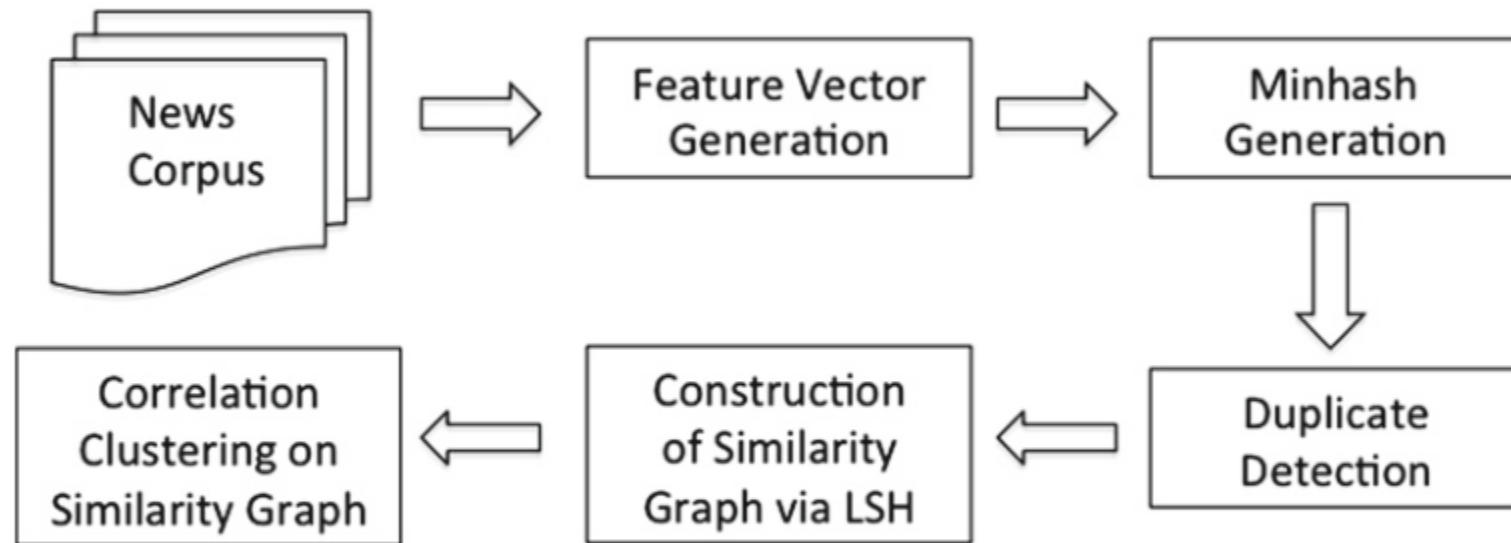 News
Corpus
Feature Vector
Generation
Minhash
Generation
Duplicate
Detection
Construction
of Similarity
Graph via LSH
Correlation
Clustering on
Similarity Graph